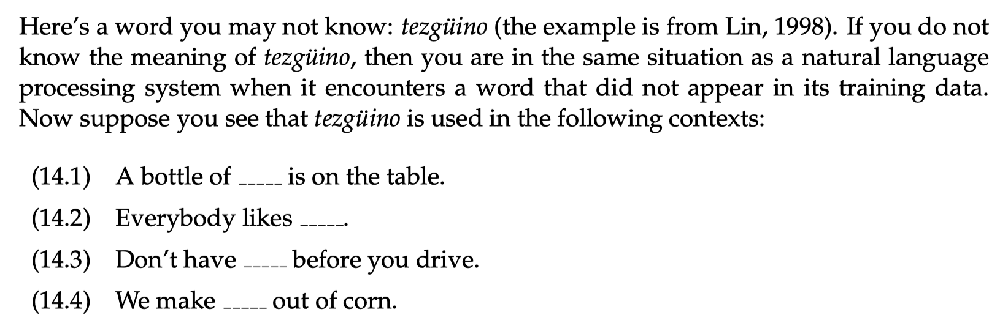 Here's a word you may not know: tezgüino (the example is from Lin, 1998). If you do not
know the meaning of tezgüino, then you are in the same situation as a natural language
processing system when it encounters a word that did not appear in its training data.
Now suppose you see that tezgüino is used in the following contexts:
(14.1) A bottle of _____ is on the table.
(14.2) Everybody likes _____.
(14.3) Don't have _____ before you drive.
(14.4) We make _____ out of corn.